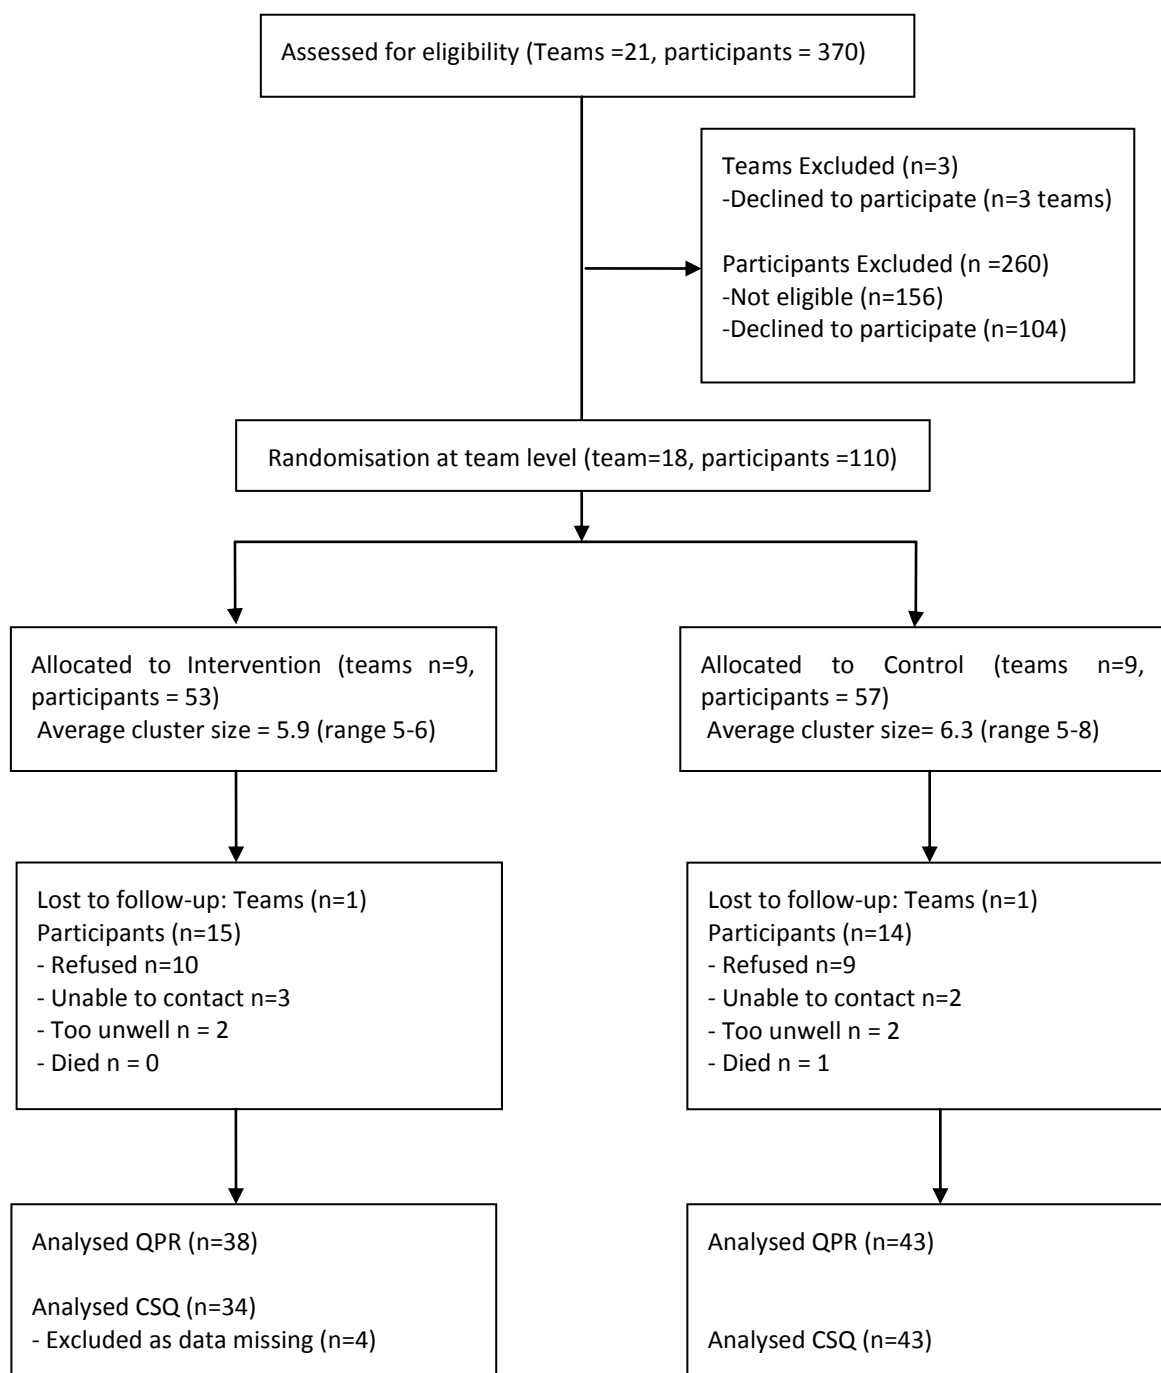 Assessed for eligibility (Teams =21, participants = 370)
Teams Excluded (n=3)
-Declined to participate (n=3 teams)
Participants Excluded (n =260)
-Not eligible (n=156)
-Declined to participate (n=104)
Randomisation at team level (team=18, participants =110)
Allocated to Intervention (teams n=9,
participants = 53)
Average cluster size = 5.9 (range 5-6)
Allocated to Control (teams n=9,
participants = 57)
Average cluster size= 6.3 (range 5-8)
Lost to follow-up: Teams (n=1)
Participants (n=15)
- Refused n=10
- Unable to contact n=3
- Too unwell n = 2
- Died n = 0
Lost to follow-up: Teams (n=1)
Participants (n=14)
- Refused n=9
- Unable to contact n=2
- Too unwell n = 2
- Died n = 1
Analysed QPR (n=38)
Analysed CSQ (n=34)
- Excluded as data missing (n=4)
Analysed QPR (n=43)
Analysed CSQ (n=43)